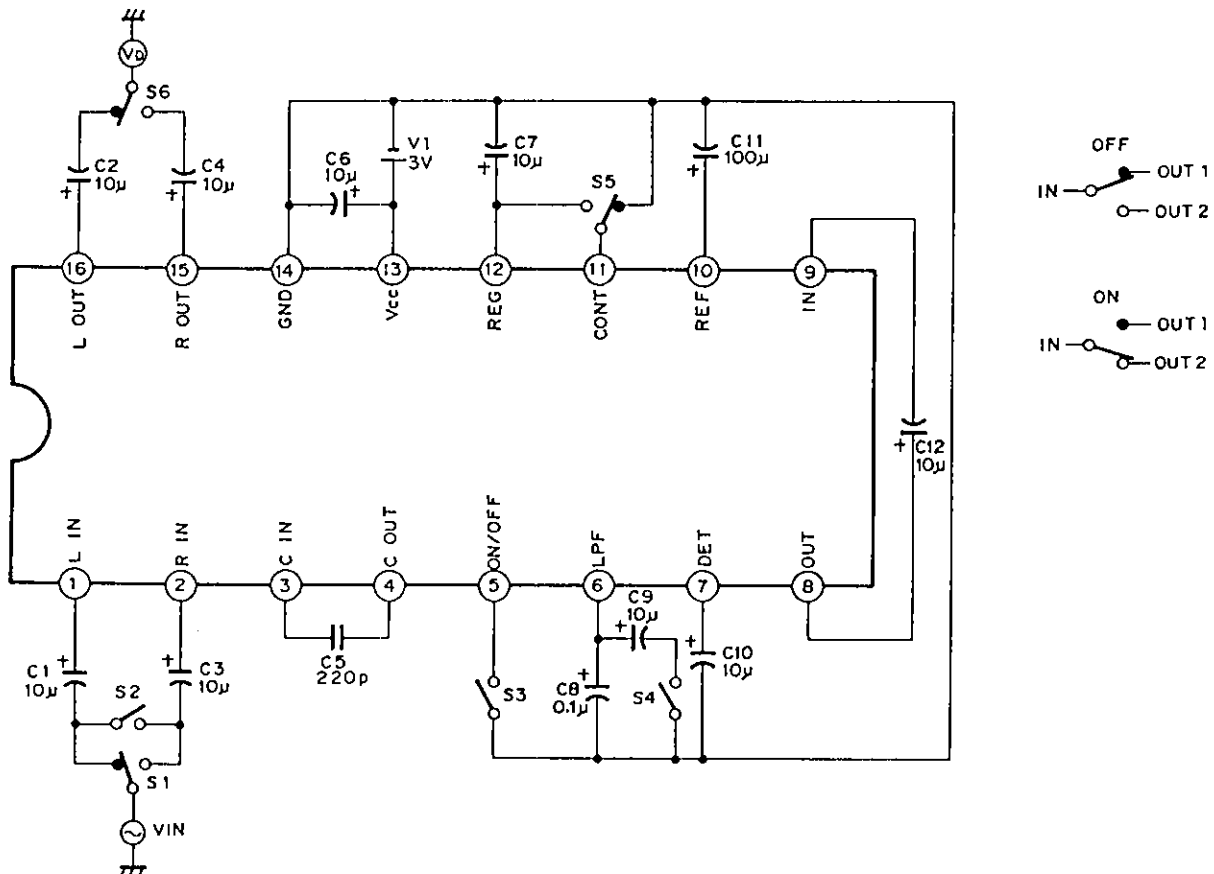 VD
S6
C2
10μ
+
C4
10μ
+
C6
10μ
+
V1
3V
C7
10μ
+
S5
C11
100μ
+
OFF
IN
OUT 1
OUT 2
ON
IN
OUT 1
OUT 2
16
15
14
13
12
11
10
9
L OUT
R OUT
GND
Vcc
REG
CONT
REF
IN
+
C12
10μ
L IN
R IN
C IN
C OUT
ON/OFF
LPF
DET
OUT
1
2
3
4
5
6
7
8
C1
10μ
+
S2
C3
10μ
+
C5
220p
S3
C8
0.1μ
+
C9
10μ
+
S4
C10
10μ
+
S1
VIN